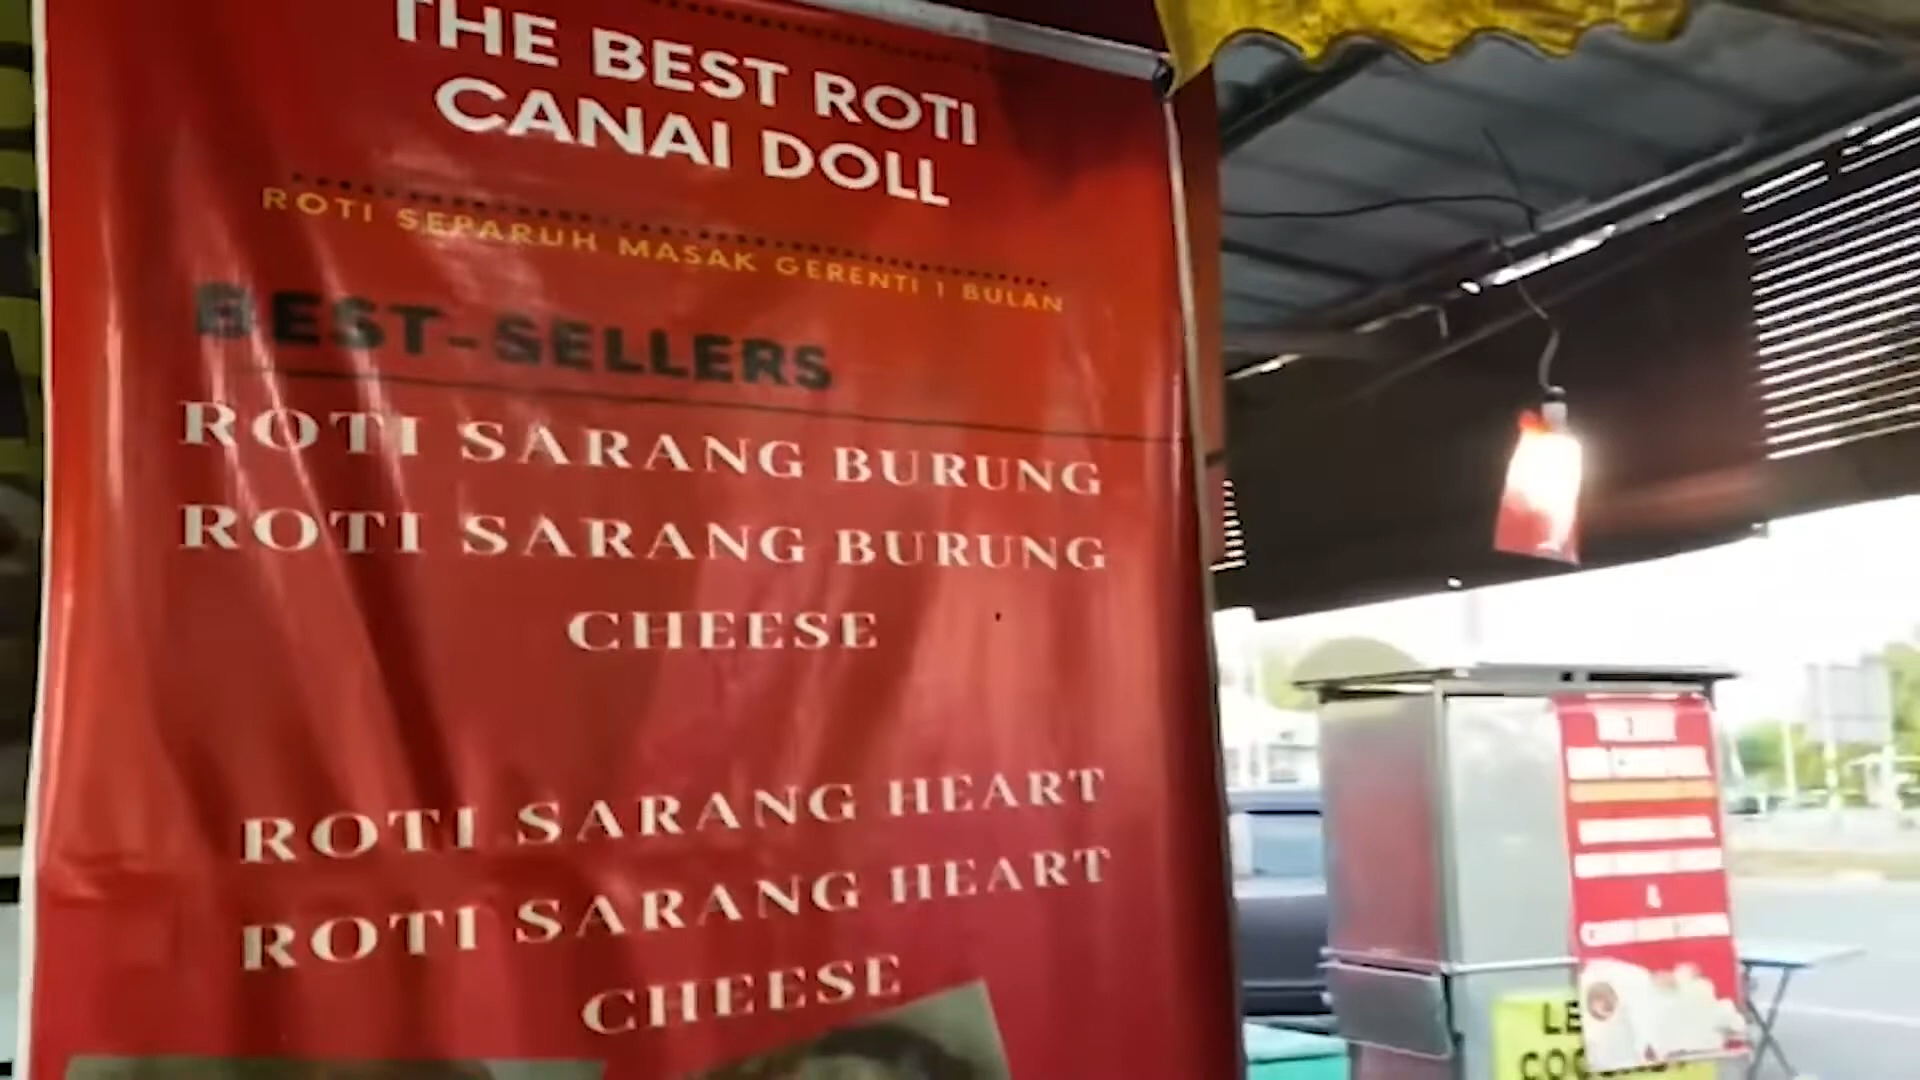 THE BEST ROTI
CANAI DOLL
ROTI SEPARUH MASAK GERENTI 1 BULAN
BEST-SELLERS
ROTI SARANG BURUNG
ROTI SARANG BURUNG
CHEESE
ROTI SARANG HEART
ROTI SARANG HEART
CHEESE
&